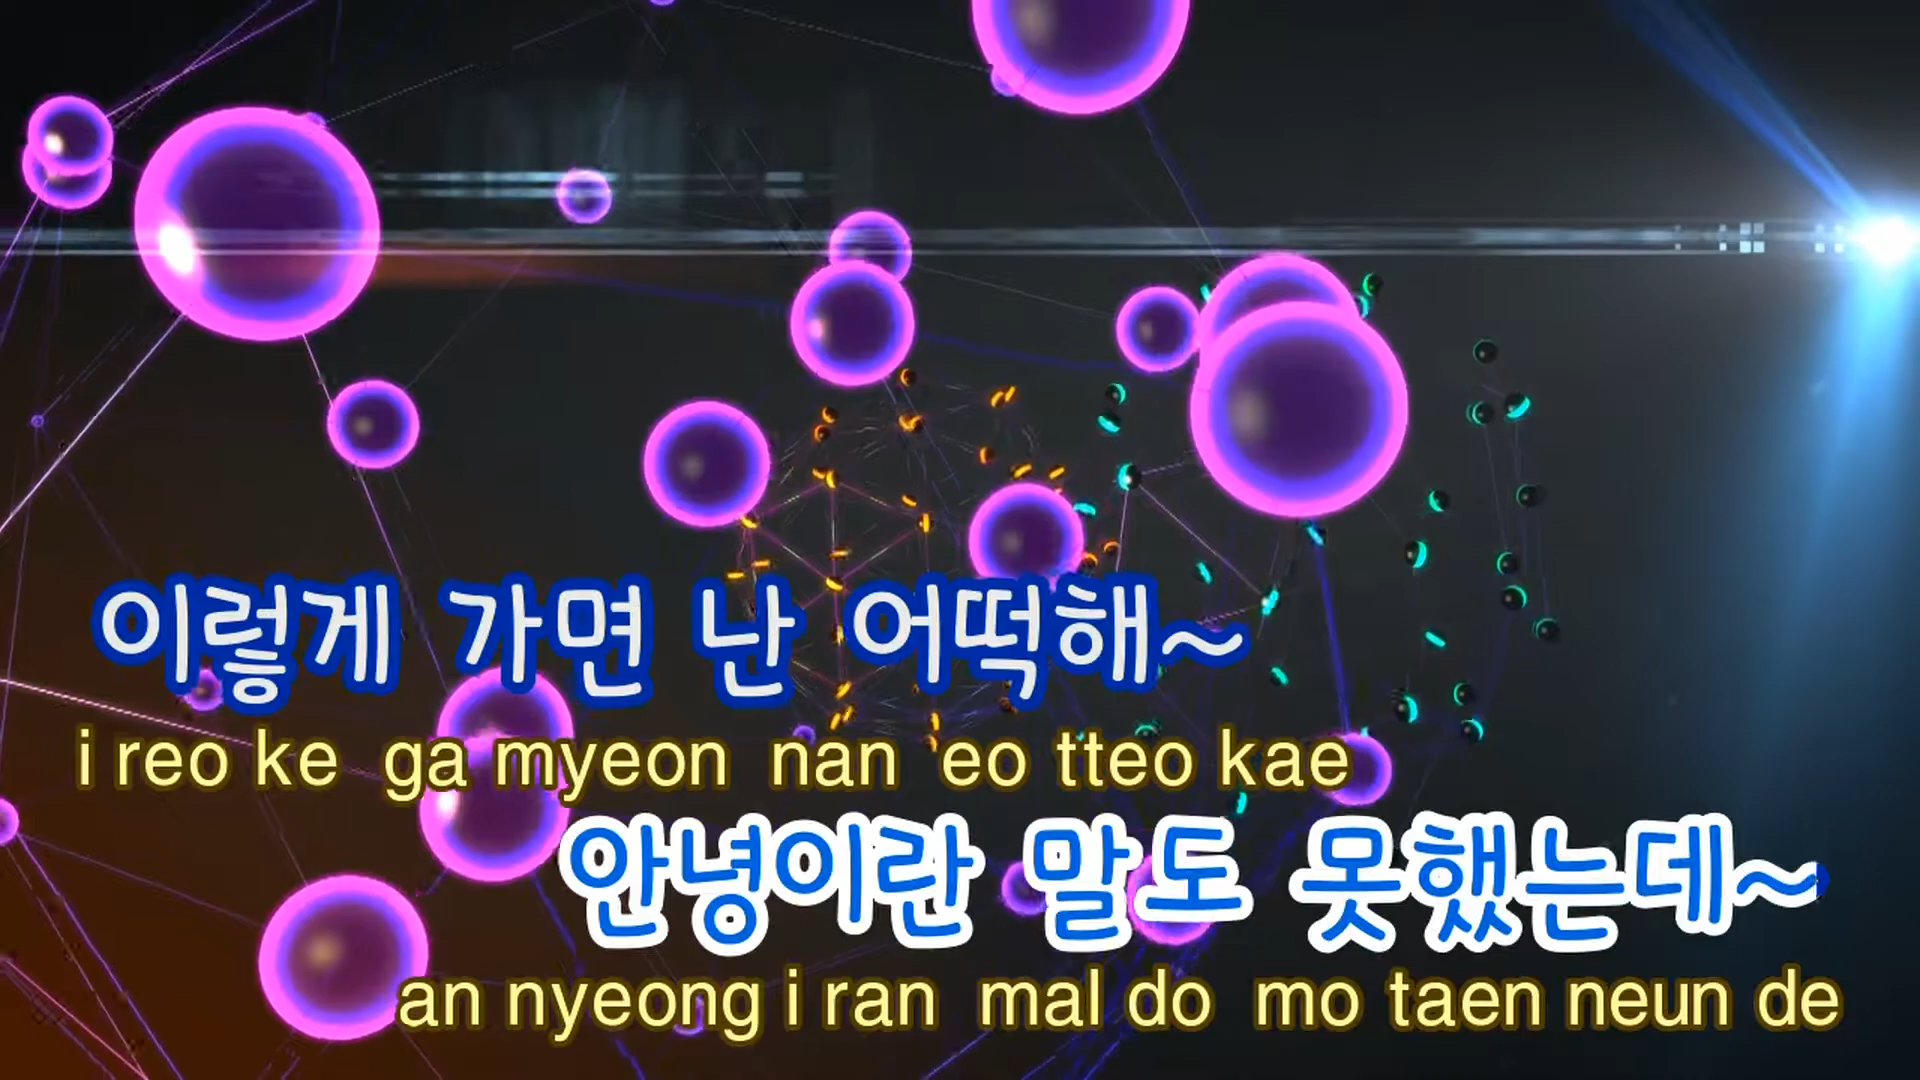 이렇게 가면 난 어떡해~
i reo ke ga myeon nan eo tteo kae
안녕이란 말도 못했는데~
an nyeong i ran mal do mo taen neun de